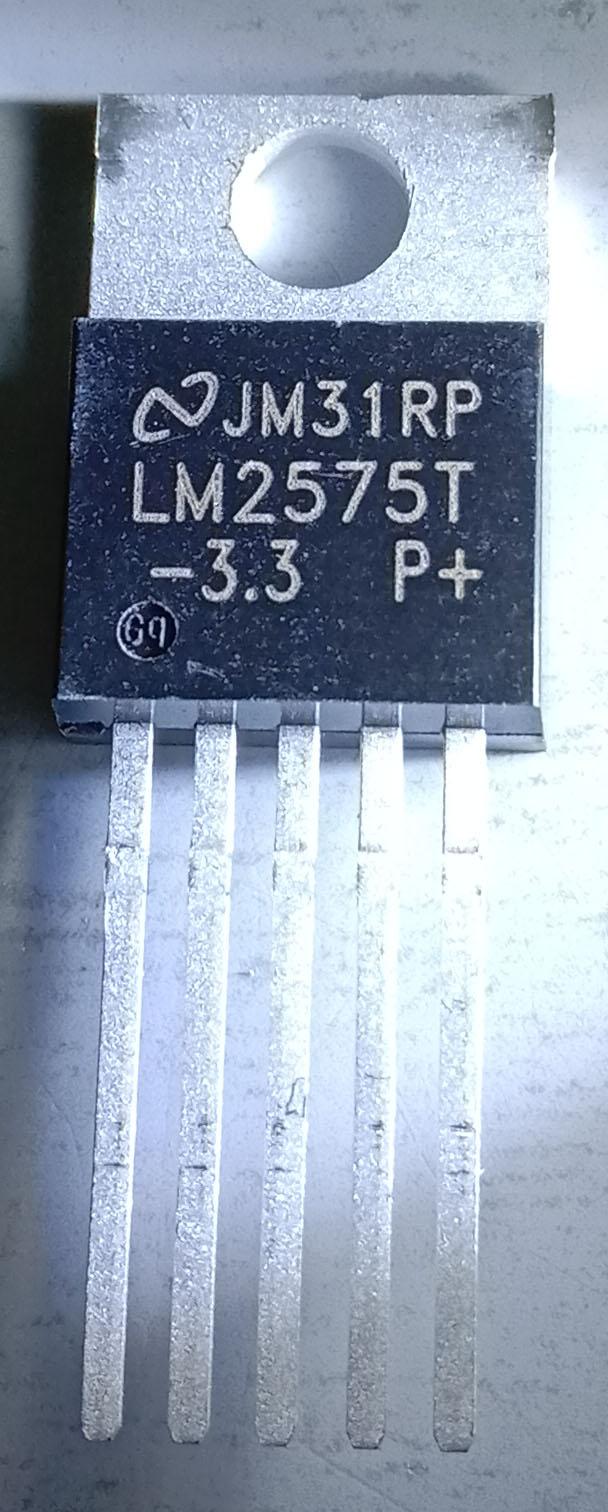 JM31RP
LM2575T
-3.3 P+
G9